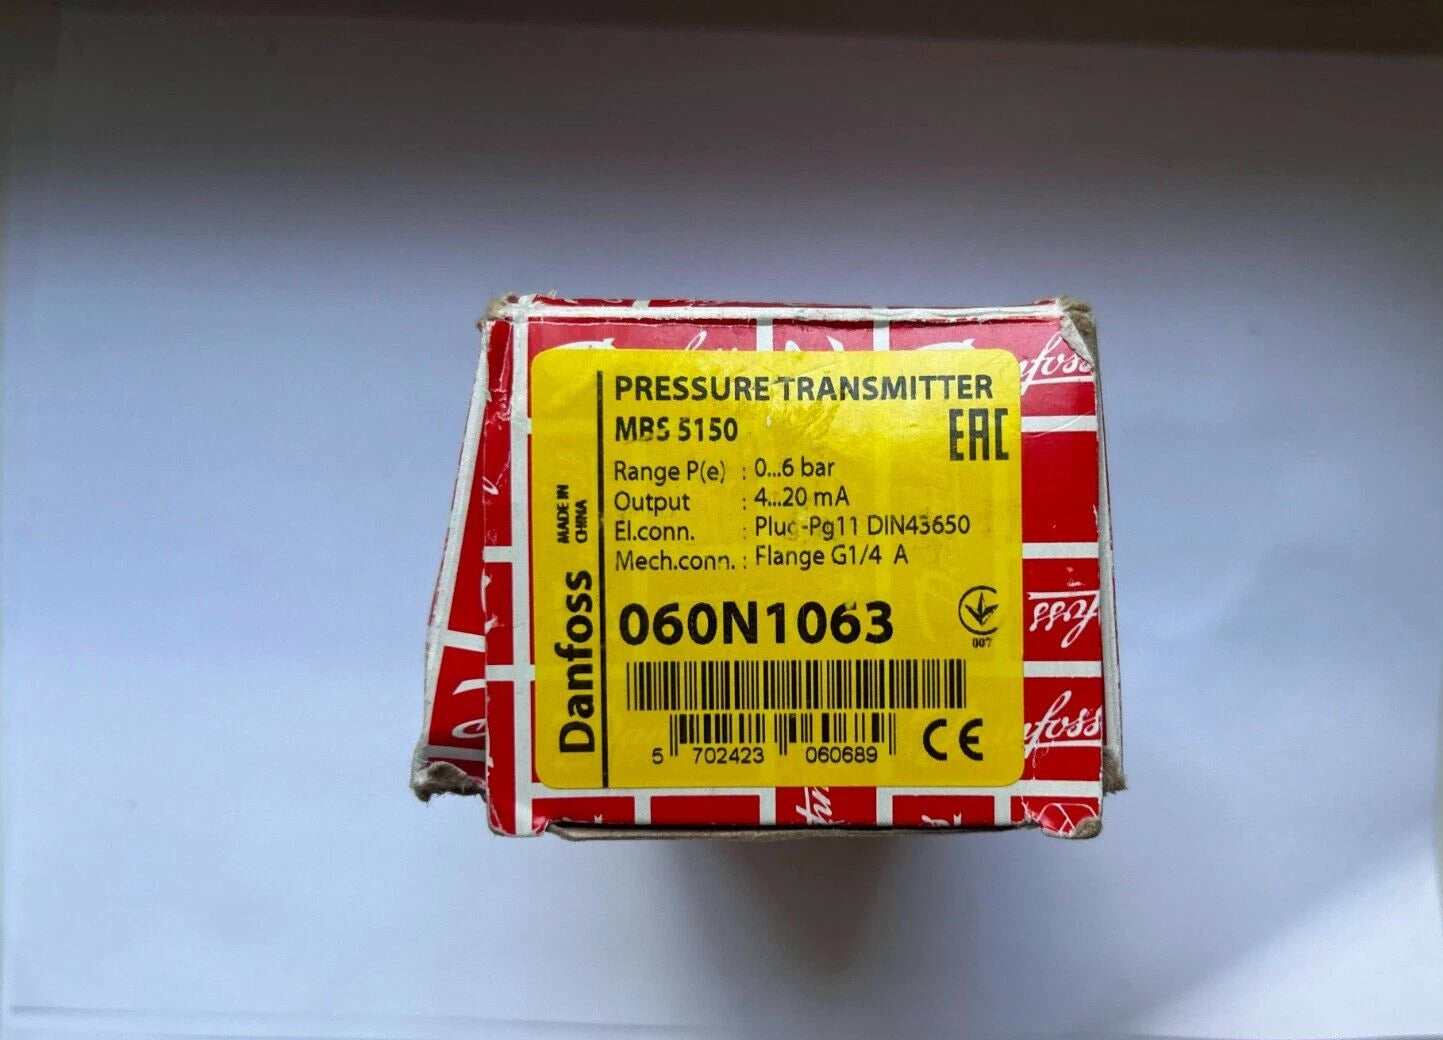 PRESSURE TRANSMITTER
MBS 5150
EAC
Range P(e) : 0...6 bar
Output : 4...20 mA
El.conn. : Plug-Pg11 DIN43650
Mech.conn. : Flange G1/4 A
MADE IN
CHINA
Danfoss
060N1063
007
5 702423 060689
CE